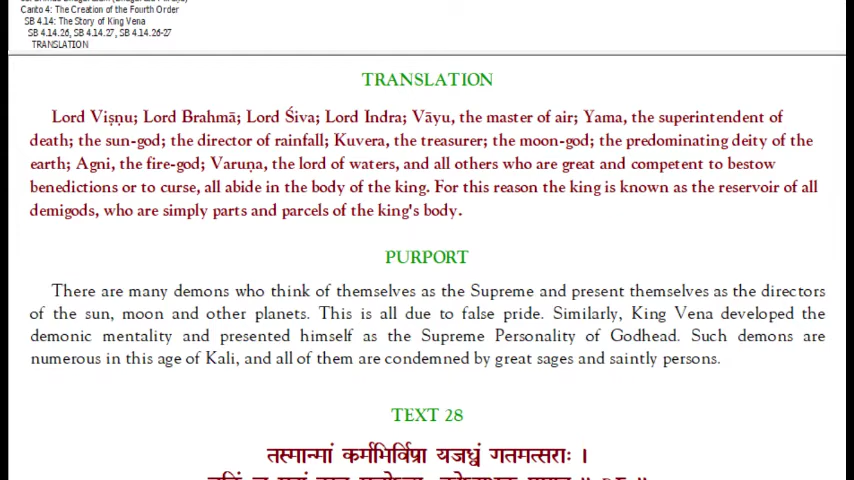 Canto 4: The Creation of the Fourth Order
SB 4.14: The Story of King Vena
SB 4.14.26, SB 4.14.27, SB 4.14.26-27
TRANSLATION
TRANSLATION
Lord Viṣṇu; Lord Brahmā; Lord Śiva; Lord Indra; Vāyu, the master of air; Yama, the superintendent of
death; the sun-god; the director of rainfall; Kuvera, the treasurer; the moon-god; the predominating deity of the
earth; Agni, the fire-god; Varuṇa, the lord of waters, and all others who are great and competent to bestow
benedictions or to curse, all abide in the body of the king. For this reason the king is known as the reservoir of all
demigods, who are simply parts and parcels of the king's body.
PURPORT
There are many demons who think of themselves as the Supreme and present themselves as the directors
of the sun, moon and other planets. This is all due to false pride. Similarly, King Vena developed the
demonic mentality and presented himself as the Supreme Personality of Godhead. Such demons are
numerous in this age of Kali, and all of them are condemned by great sages and saintly persons.
TEXT 28
तस्मान्मां कर्मभिर्विप्रा यजध्वं गतमत्सराः ।